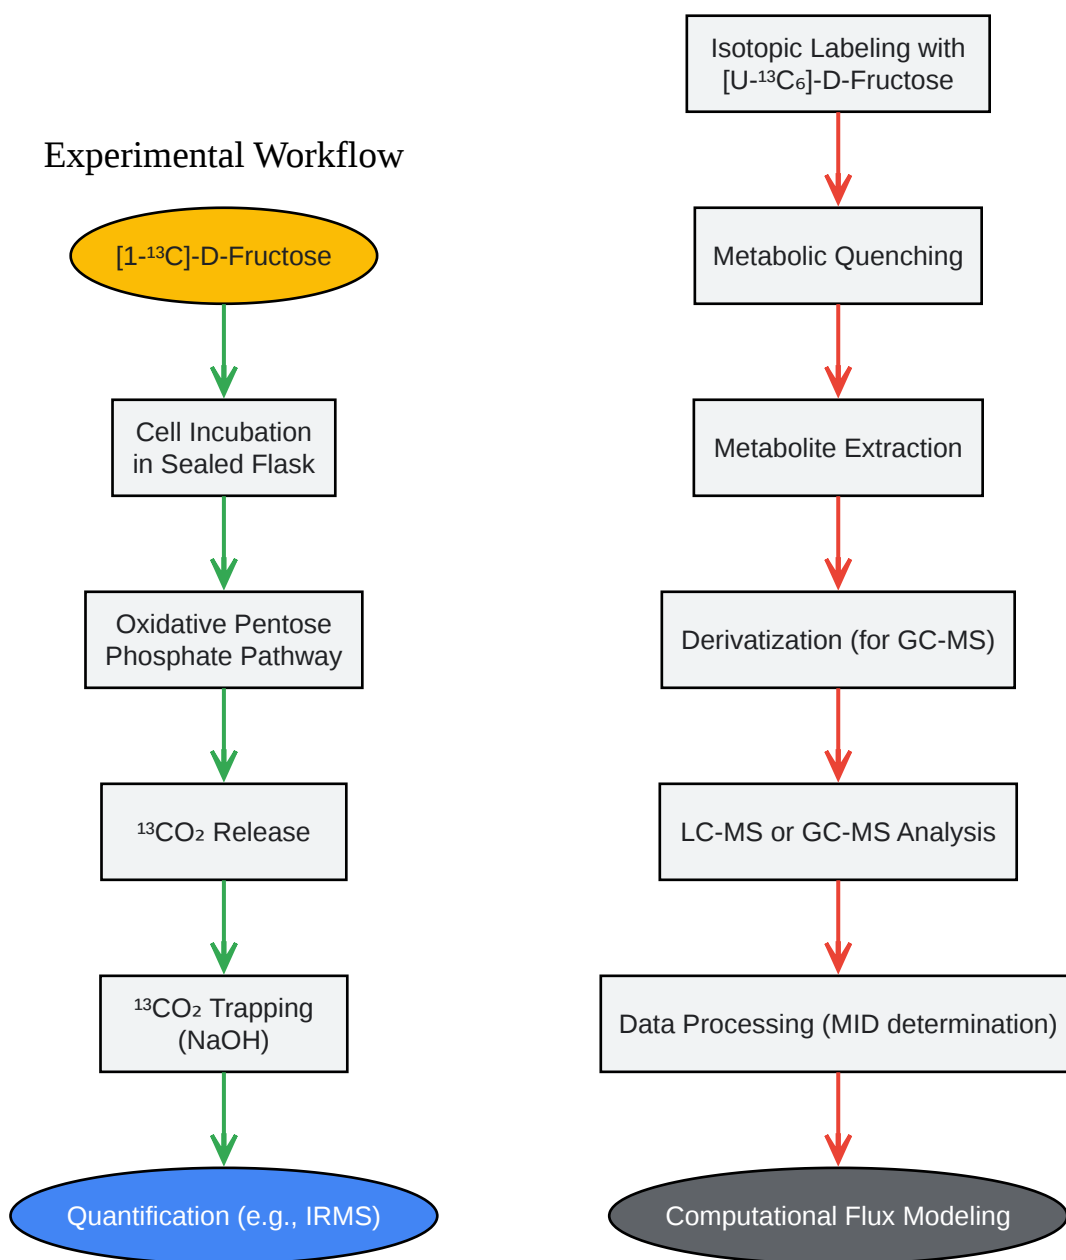 Experimental Workflow
[1-¹³C]-D-Fructose
Cell Incubation
in Sealed Flask
Oxidative Pentose
Phosphate Pathway
¹³CO₂ Release
¹³CO₂ Trapping
(NaOH)
Quantification (e.g., IRMS)
Isotopic Labeling with
[U-¹³C₆]-D-Fructose
Metabolic Quenching
Metabolite Extraction
Derivatization (for GC-MS)
LC-MS or GC-MS Analysis
Data Processing (MID determination)
Computational Flux Modeling